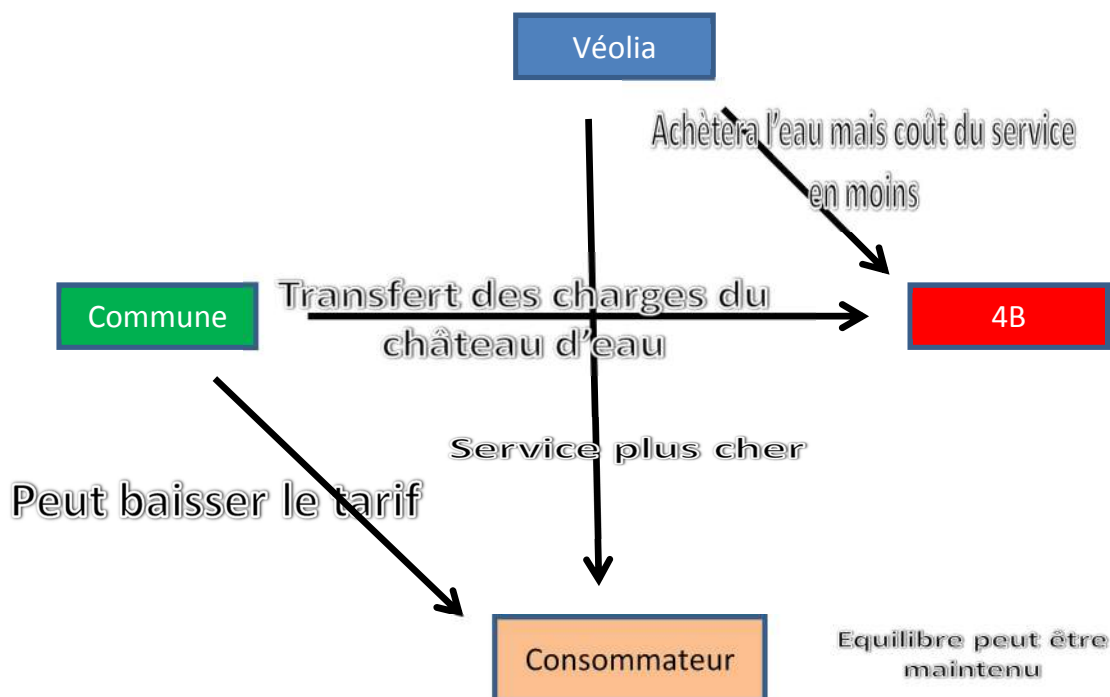 Véolia
Achètera l'eau mais coût du service
en moins
Commune
Transfert des charges du
château d'eau
4B
Service plus cher
Peut baisser le tarif
Consommateur
Equilibre peut être
maintenu